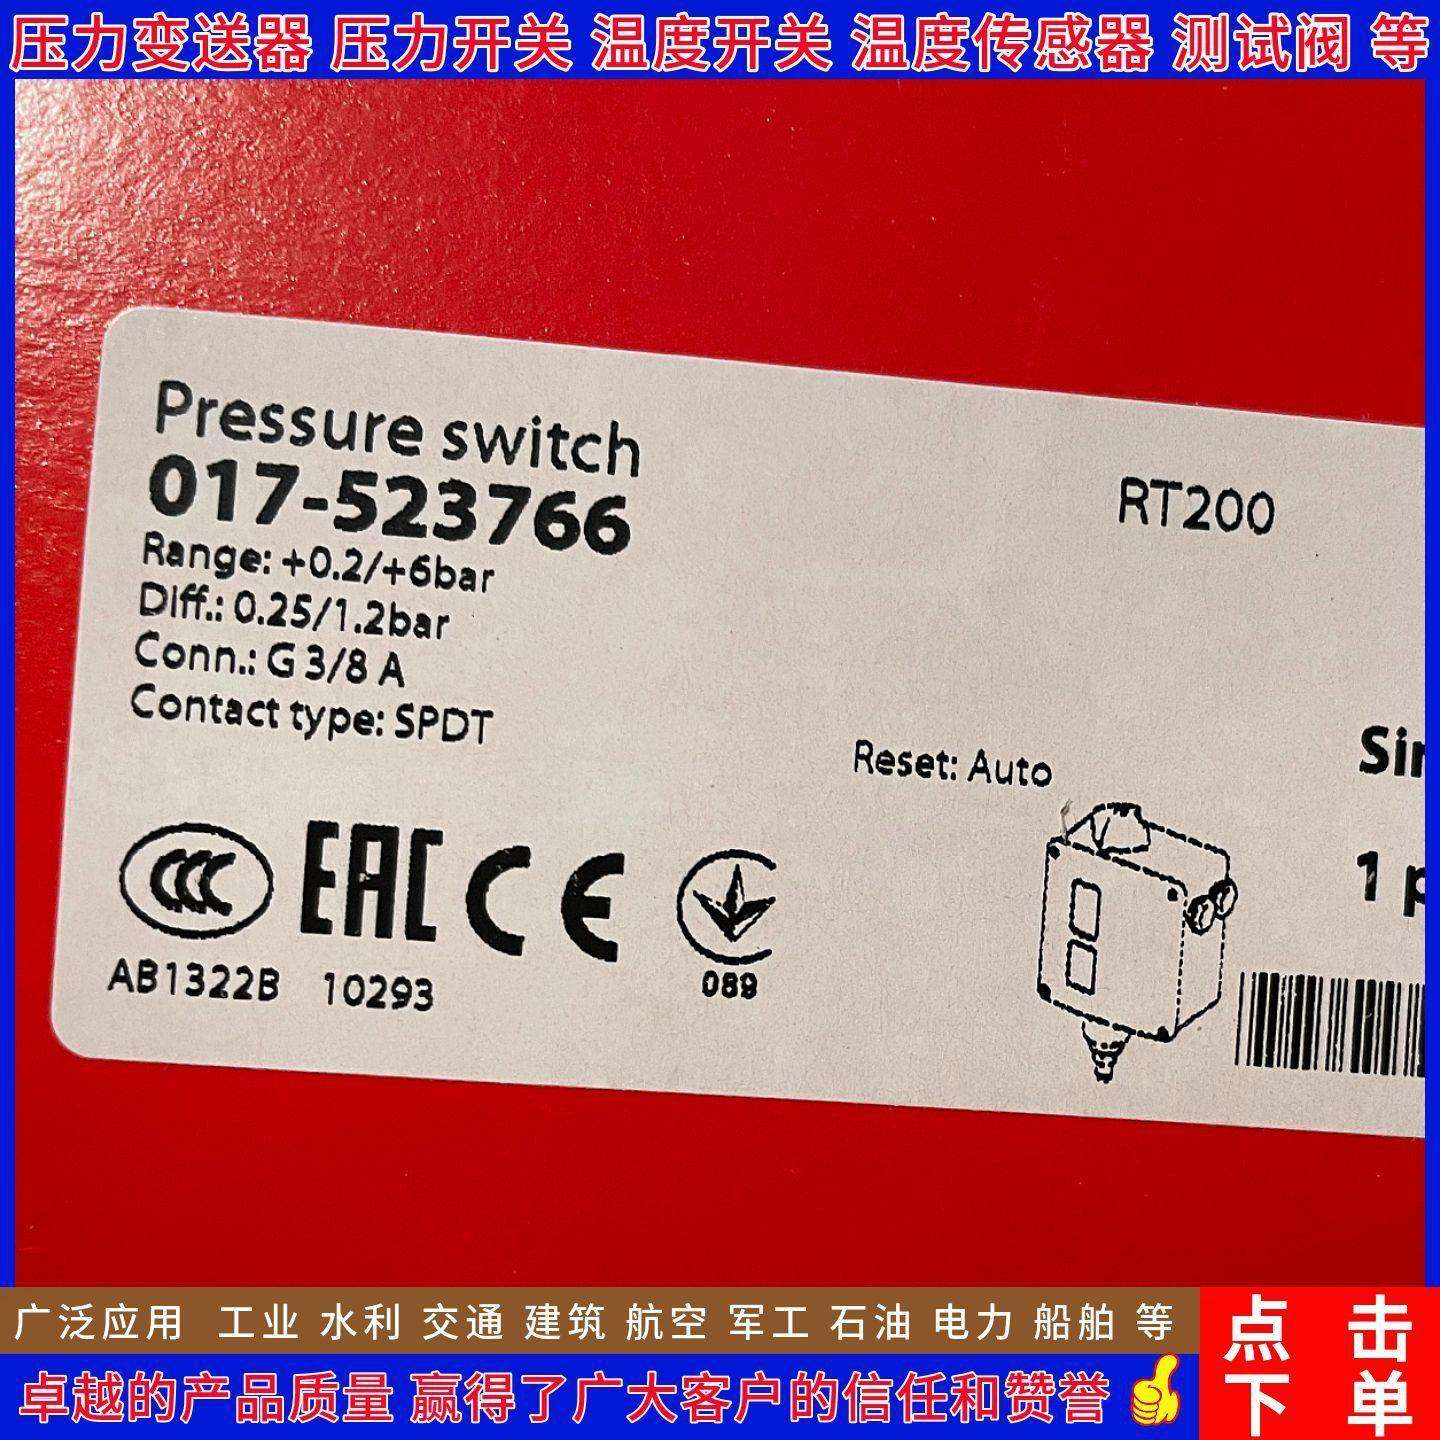 压力变送器 压力开关 温度开关 温度传感器 测试阀 等
Pressure switch
017-523766
RT200
Range: +0.2/+6bar
Diff.: 0.25/1.2bar
Conn.: G 3/8 A
Contact type: SPDT
Reset: Auto
Sin
1 p
CCC EAC CE
089
AB1322B 10293
广泛应用 工业 水利 交通 建筑 航空 军工 石油 电力 船舶 等
卓越的产品质量 赢得了广大客户的信任和赞誉
点击
下单